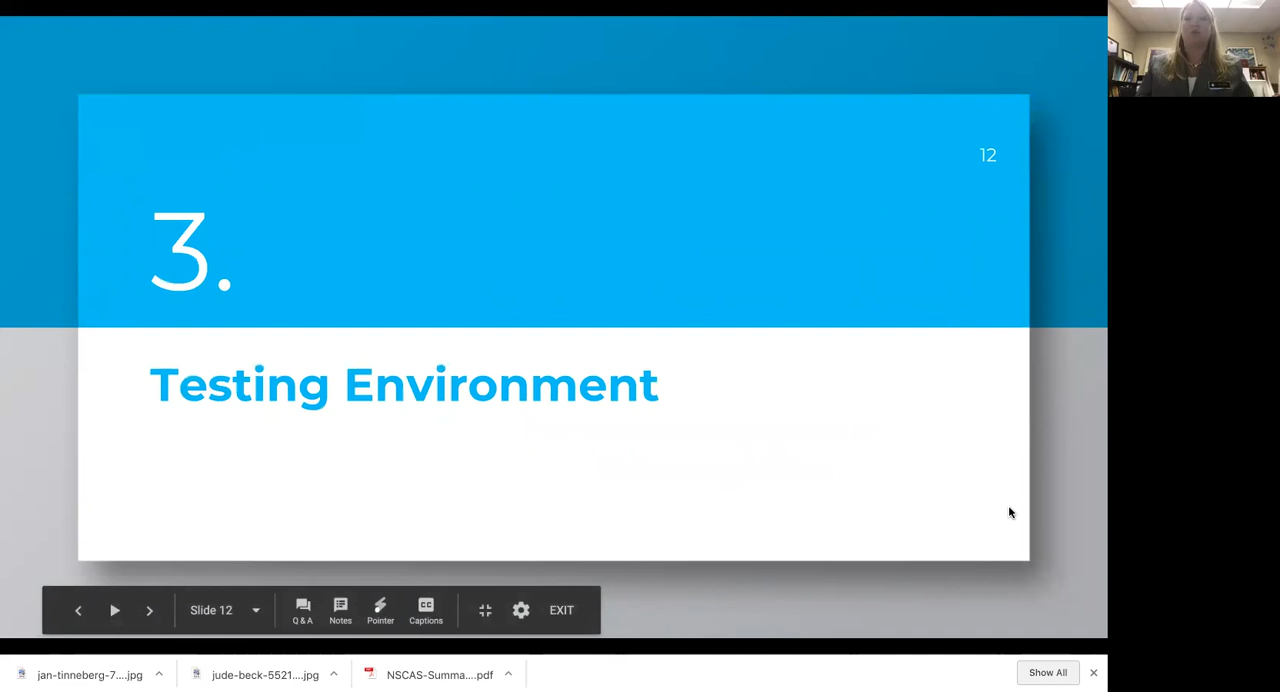 12
3.
Testing Environment
Slide 12
Q & A
Notes
Pointer
Captions
EXIT
jan-tinneberg-7....jpg
jude-beck-5521....jpg
NSCAS-Summa....pdf
Show All